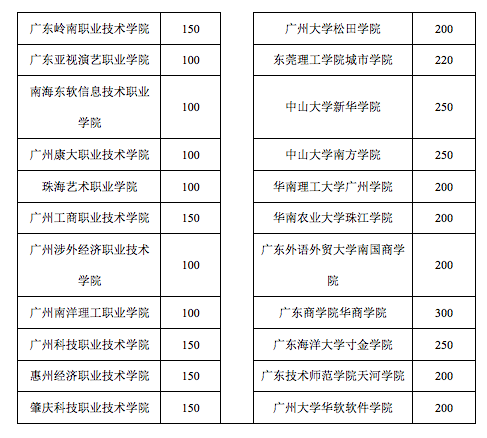 广东岭南职业技术学院 150 广州大学松田学院 200
广东亚视演艺职业学院 100 东莞理工学院城市学院 220
南海东软信息技术职业
学院 100 中山大学新华学院 250
广州康大职业技术学院 100 中山大学南方学院 250
珠海艺术职业学院 100 华南理工大学广州学院 200
广州工商职业技术学院 150 华南农业大学珠江学院 200
广州涉外经济职业技术 广东外语外贸大学南国商学
学院 100 院 200
广州南洋理工职业学院 100 广东商学院华商学院 300
广州科技职业技术学院 150 广东海洋大学寸金学院 250
惠州经济职业技术学院 150 广东技术师范学院天河学院 200
肇庆科技职业技术学院 150 广州大学华软软件学院 200